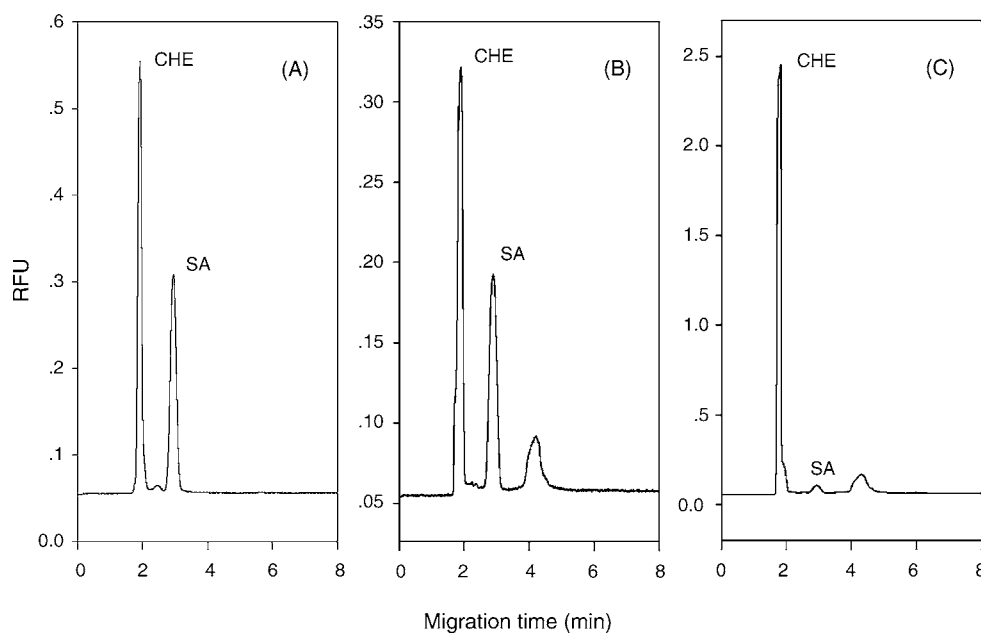 .6
.5
.4
.3
.2
.1
0.0
RFU
CHE
SA
(A)
0 2 4 6 8
.35
.30
.25
.20
.15
.10
.05
CHE
SA
(B)
0 2 4 6 8
2.5
2.0
1.5
1.0
.5
0.0
CHE
SA
(C)
0 2 4 6 8
Migration time (min)